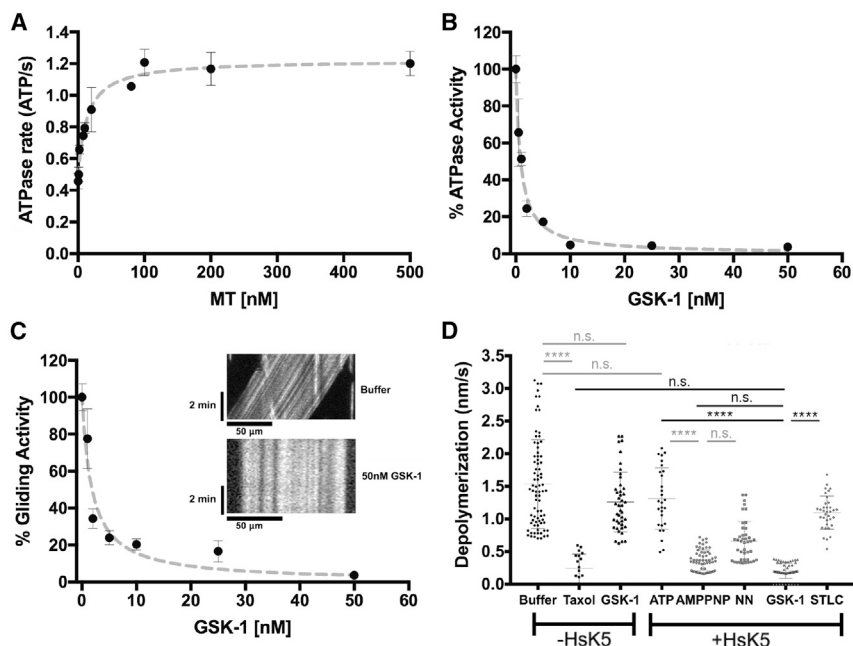 A
ATPase rate (ATP/s)
1.4
1.2
1.0
0.8
0.6
0.4
0.2
0.0
0 100 200 300 400 500
MT [nM]
B
% ATPase Activity
120
100
80
60
40
20
0
0 10 20 30 40 50 60
GSK-1 [nM]
C
% Gliding Activity
120
100
80
60
40
20
0
0 10 20 30 40 50 60
GSK-1 [nM]
2 min
50 μm
Buffer
2 min
50 μm
50nM GSK-1
D
Depolymerization (nm/s)
3.5
3.0
2.5
2.0
1.5
1.0
0.5
0.0
n.s.
****
n.s.
n.s.
n.s.
**** ****
**** n.s.
Buffer Taxol GSK-1 ATP AMPPNP NN GSK-1 STLC
-HsK5 +HsK5